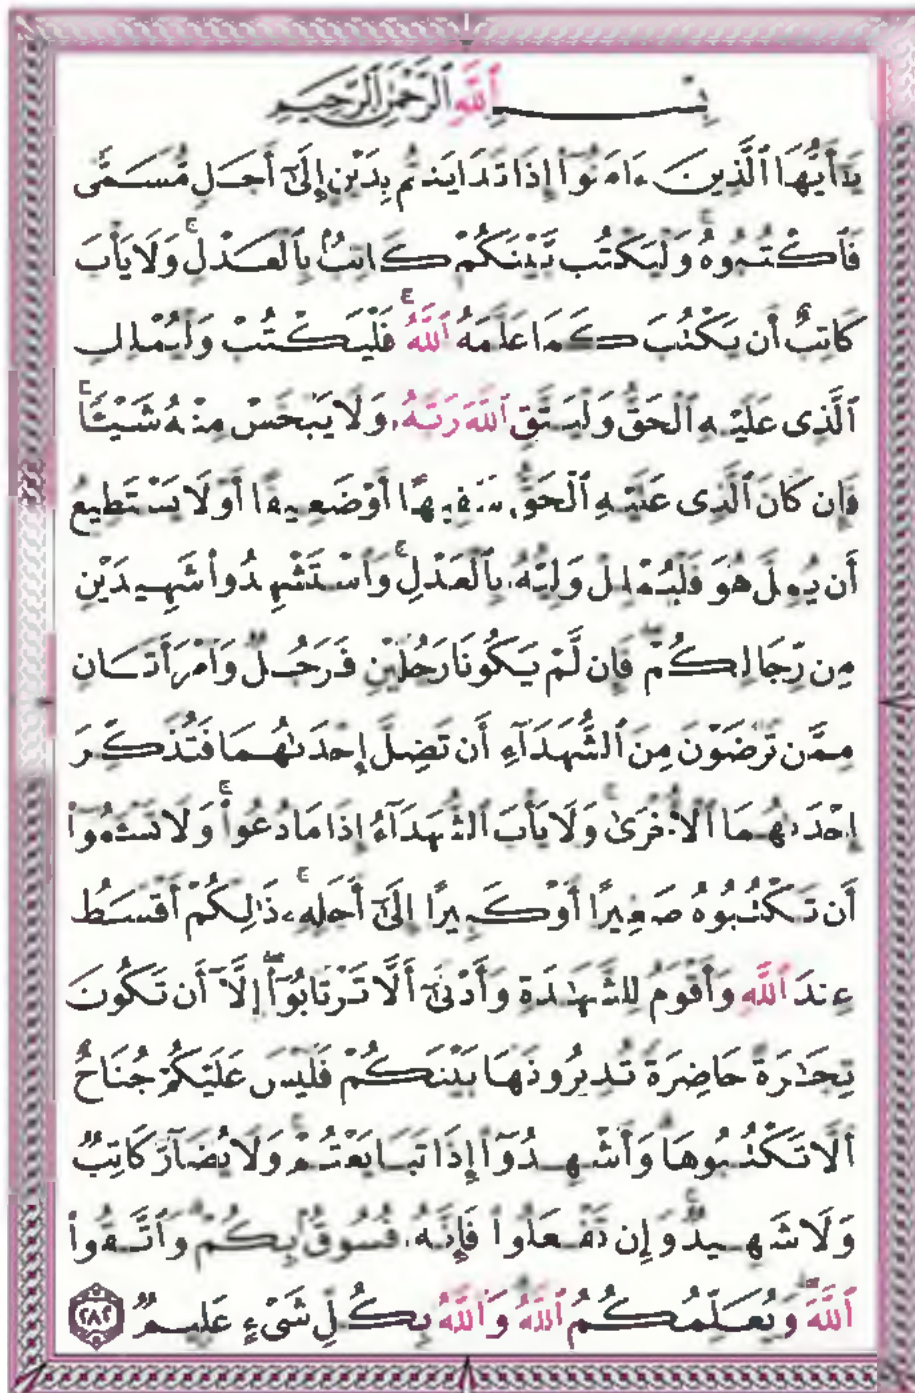 بِسْمِ ٱللَّهِ ٱلرَّحْمَٰنِ ٱلرَّحِيمِ
يَٰٓأَيُّهَا ٱلَّذِينَ ءَامَنُوٓا۟ إِذَا تَدَايَنتُم بِدَيْنٍ إِلَىٰٓ أَجَلٍ مُّسَمًّى
فَٱكْتُبُوهُ ۚ وَلْيَكْتُب بَّيْنَكُمْ كَاتِبٌۢ بِٱلْعَدْلِ ۚ وَلَا يَأْبَ
كَاتِبٌ أَن يَكْتُبَ كَمَا عَلَّمَهُ ٱللَّهُ ۚ فَلْيَكْتُبْ وَلْيُمْلِلِ
ٱلَّذِى عَلَيْهِ ٱلْحَقُّ وَلْيَتَّقِ ٱللَّهَ رَبَّهُۥ وَلَا يَبْخَسْ مِنْهُ شَيْـًٔا ۚ
فَإِن كَانَ ٱلَّذِى عَلَيْهِ ٱلْحَقُّ سَفِيهًا أَوْ ضَعِيفًا أَوْ لَا يَسْتَطِيعُ
أَن يُمِلَّ هُوَ فَلْيُمْلِلْ وَلِيُّهُۥ بِٱلْعَدْلِ ۚ وَٱسْتَشْهِدُوا۟ شَهِيدَيْنِ
مِن رِّجَالِكُمْ ۖ فَإِن لَّمْ يَكُونَا رَجُلَيْنِ فَرَجُلٌ وَٱمْرَأَتَانِ
مِمَّن تَرْضَوْنَ مِنَ ٱلشُّهَدَآءِ أَن تَضِلَّ إِحْدَىٰهُمَا فَتُذَكِّرَ
إِحْدَىٰهُمَا ٱلْأُخْرَىٰ ۚ وَلَا يَأْبَ ٱلشُّهَدَآءُ إِذَا مَا دُعُوا۟ ۚ وَلَا تَسْـَٔمُوٓا۟
أَن تَكْتُبُوهُ صَغِيرًا أَوْ كَبِيرًا إِلَىٰٓ أَجَلِهِۦ ۚ ذَٰلِكُمْ أَقْسَطُ
عِندَ ٱللَّهِ وَأَقْوَمُ لِلشَّهَٰدَةِ وَأَدْنَىٰٓ أَلَّا تَرْتَابُوٓا۟ ۖ إِلَّآ أَن تَكُونَ
تِجَٰرَةً حَاضِرَةً تُدِيرُونَهَا بَيْنَكُمْ فَلَيْسَ عَلَيْكُمْ جُنَاحٌ
أَلَّا تَكْتُبُوهَا ۗ وَأَشْهِدُوٓا۟ إِذَا تَبَايَعْتُمْ ۚ وَلَا يُضَآرَّ كَاتِبٌ
وَلَا شَهِيدٌ ۚ وَإِن تَفْعَلُوا۟ فَإِنَّهُۥ فُسُوقٌۢ بِكُمْ ۗ وَٱتَّقُوا۟
ٱللَّهَ ۖ وَيُعَلِّمُكُمُ ٱللَّهُ ۗ وَٱللَّهُ بِكُلِّ شَىْءٍ عَلِيمٌ ٢٨٢